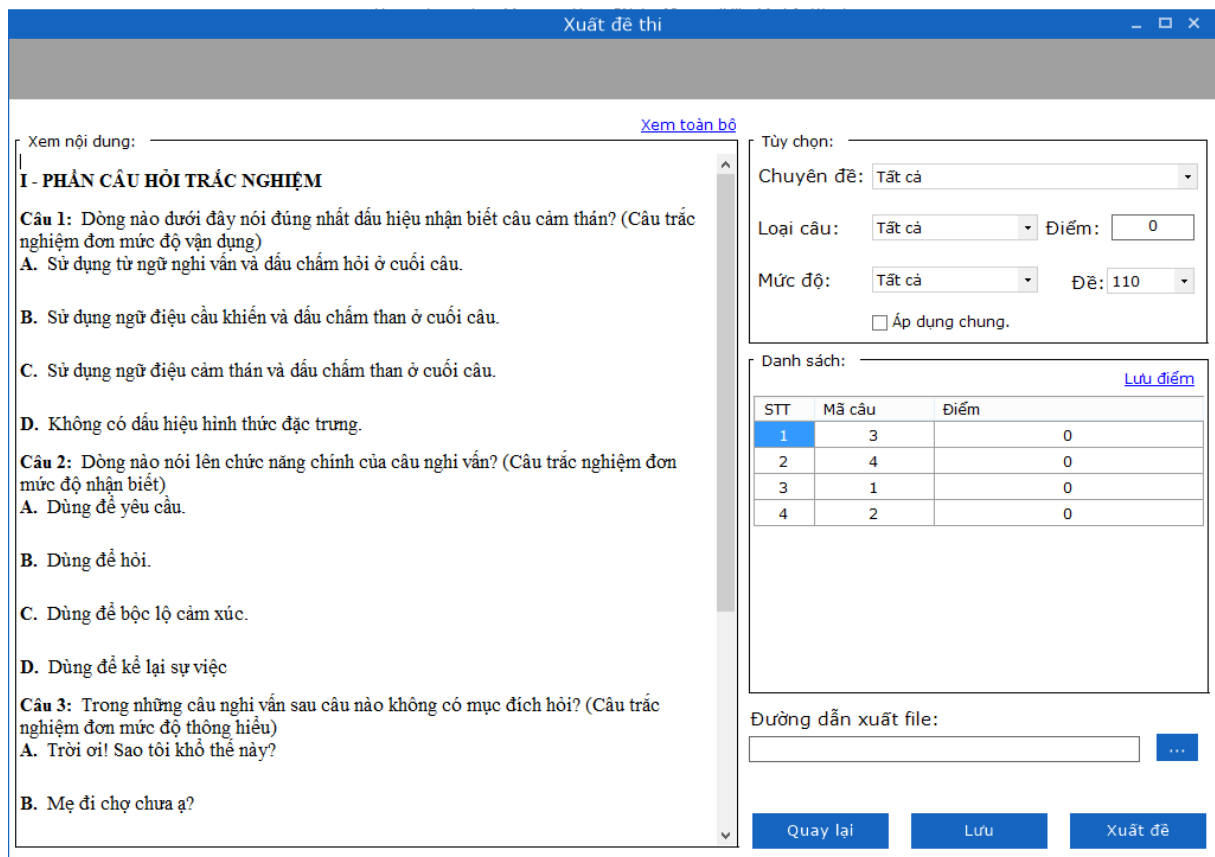 Xuất đề thi
Xem toàn bộ
Xem nội dung:
I - PHẦN CÂU HỎI TRẮC NGHIỆM
Câu 1: Dòng nào dưới đây nói đúng nhất dấu hiệu nhận biết câu cảm thán? (Câu trắc
nghiệm đơn mức độ vận dụng)
A. Sử dụng từ ngữ nghi vấn và dấu chấm hỏi ở cuối câu.
B. Sử dụng ngữ điệu cầu khiến và dấu chấm than ở cuối câu.
C. Sử dụng ngữ điệu cảm thán và dấu chấm than ở cuối câu.
D. Không có dấu hiệu hình thức đặc trưng.
Câu 2: Dòng nào nói lên chức năng chính của câu nghi vấn? (Câu trắc nghiệm đơn
mức độ nhận biết)
A. Dùng để yêu cầu.
B. Dùng để hỏi.
C. Dùng để bộc lộ cảm xúc.
D. Dùng để kể lại sự việc
Câu 3: Trong những câu nghi vấn sau câu nào không có mục đích hỏi? (Câu trắc
nghiệm đơn mức độ thông hiểu)
A. Trời ơi! Sao tôi khổ thế này?
B. Mẹ đi chợ chưa ạ?
Tùy chọn:
Chuyên đề: Tất cả
Loại câu: Tất cả Điểm: 0
Mức độ: Tất cả Đề: 110
Áp dụng chung.
Danh sách:
Lưu điểm
STT Mã câu Điểm
1 3 0
2 4 0
3 1 0
4 2 0
Đường dẫn xuất file:
...
Quay lại Lưu Xuất đề